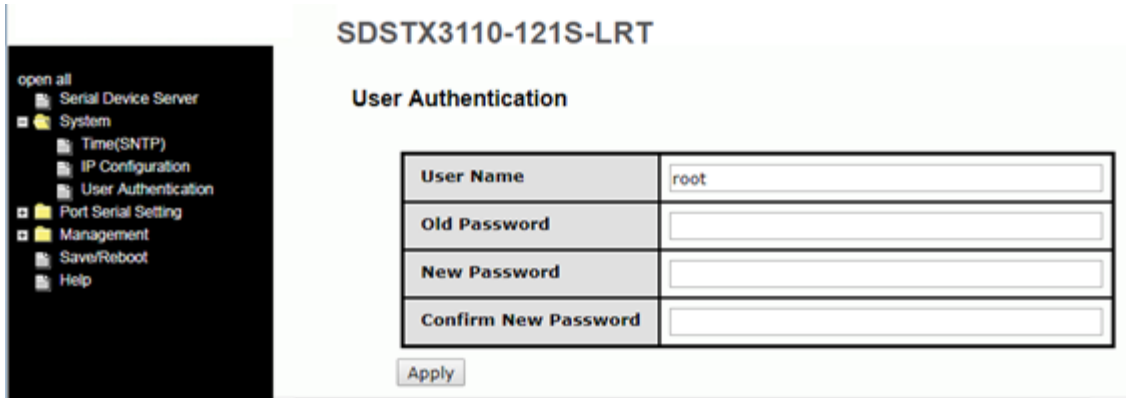 SDSTX3110-121S-LRT
open all
Serial Device Server
System
Time(SNTP)
IP Configuration
User Authentication
Port Serial Setting
Management
Save/Reboot
Help
User Authentication
User Name
root
Old Password
New Password
Confirm New Password
Apply